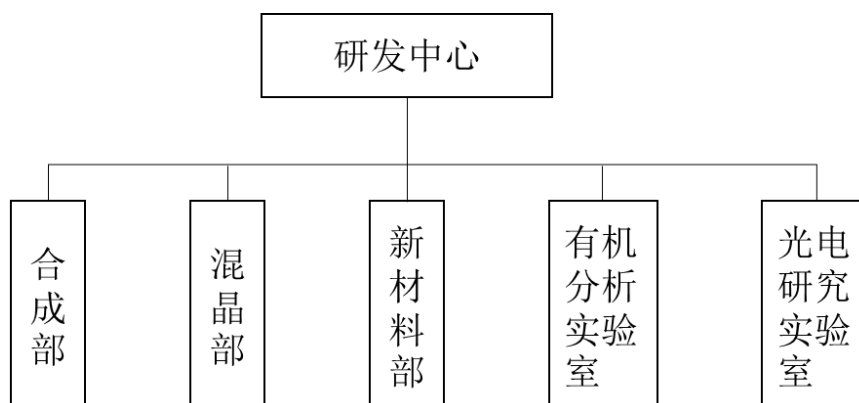 研发中心
合成部
混晶部
新材料部
有机分析实验室
光电研究实验室